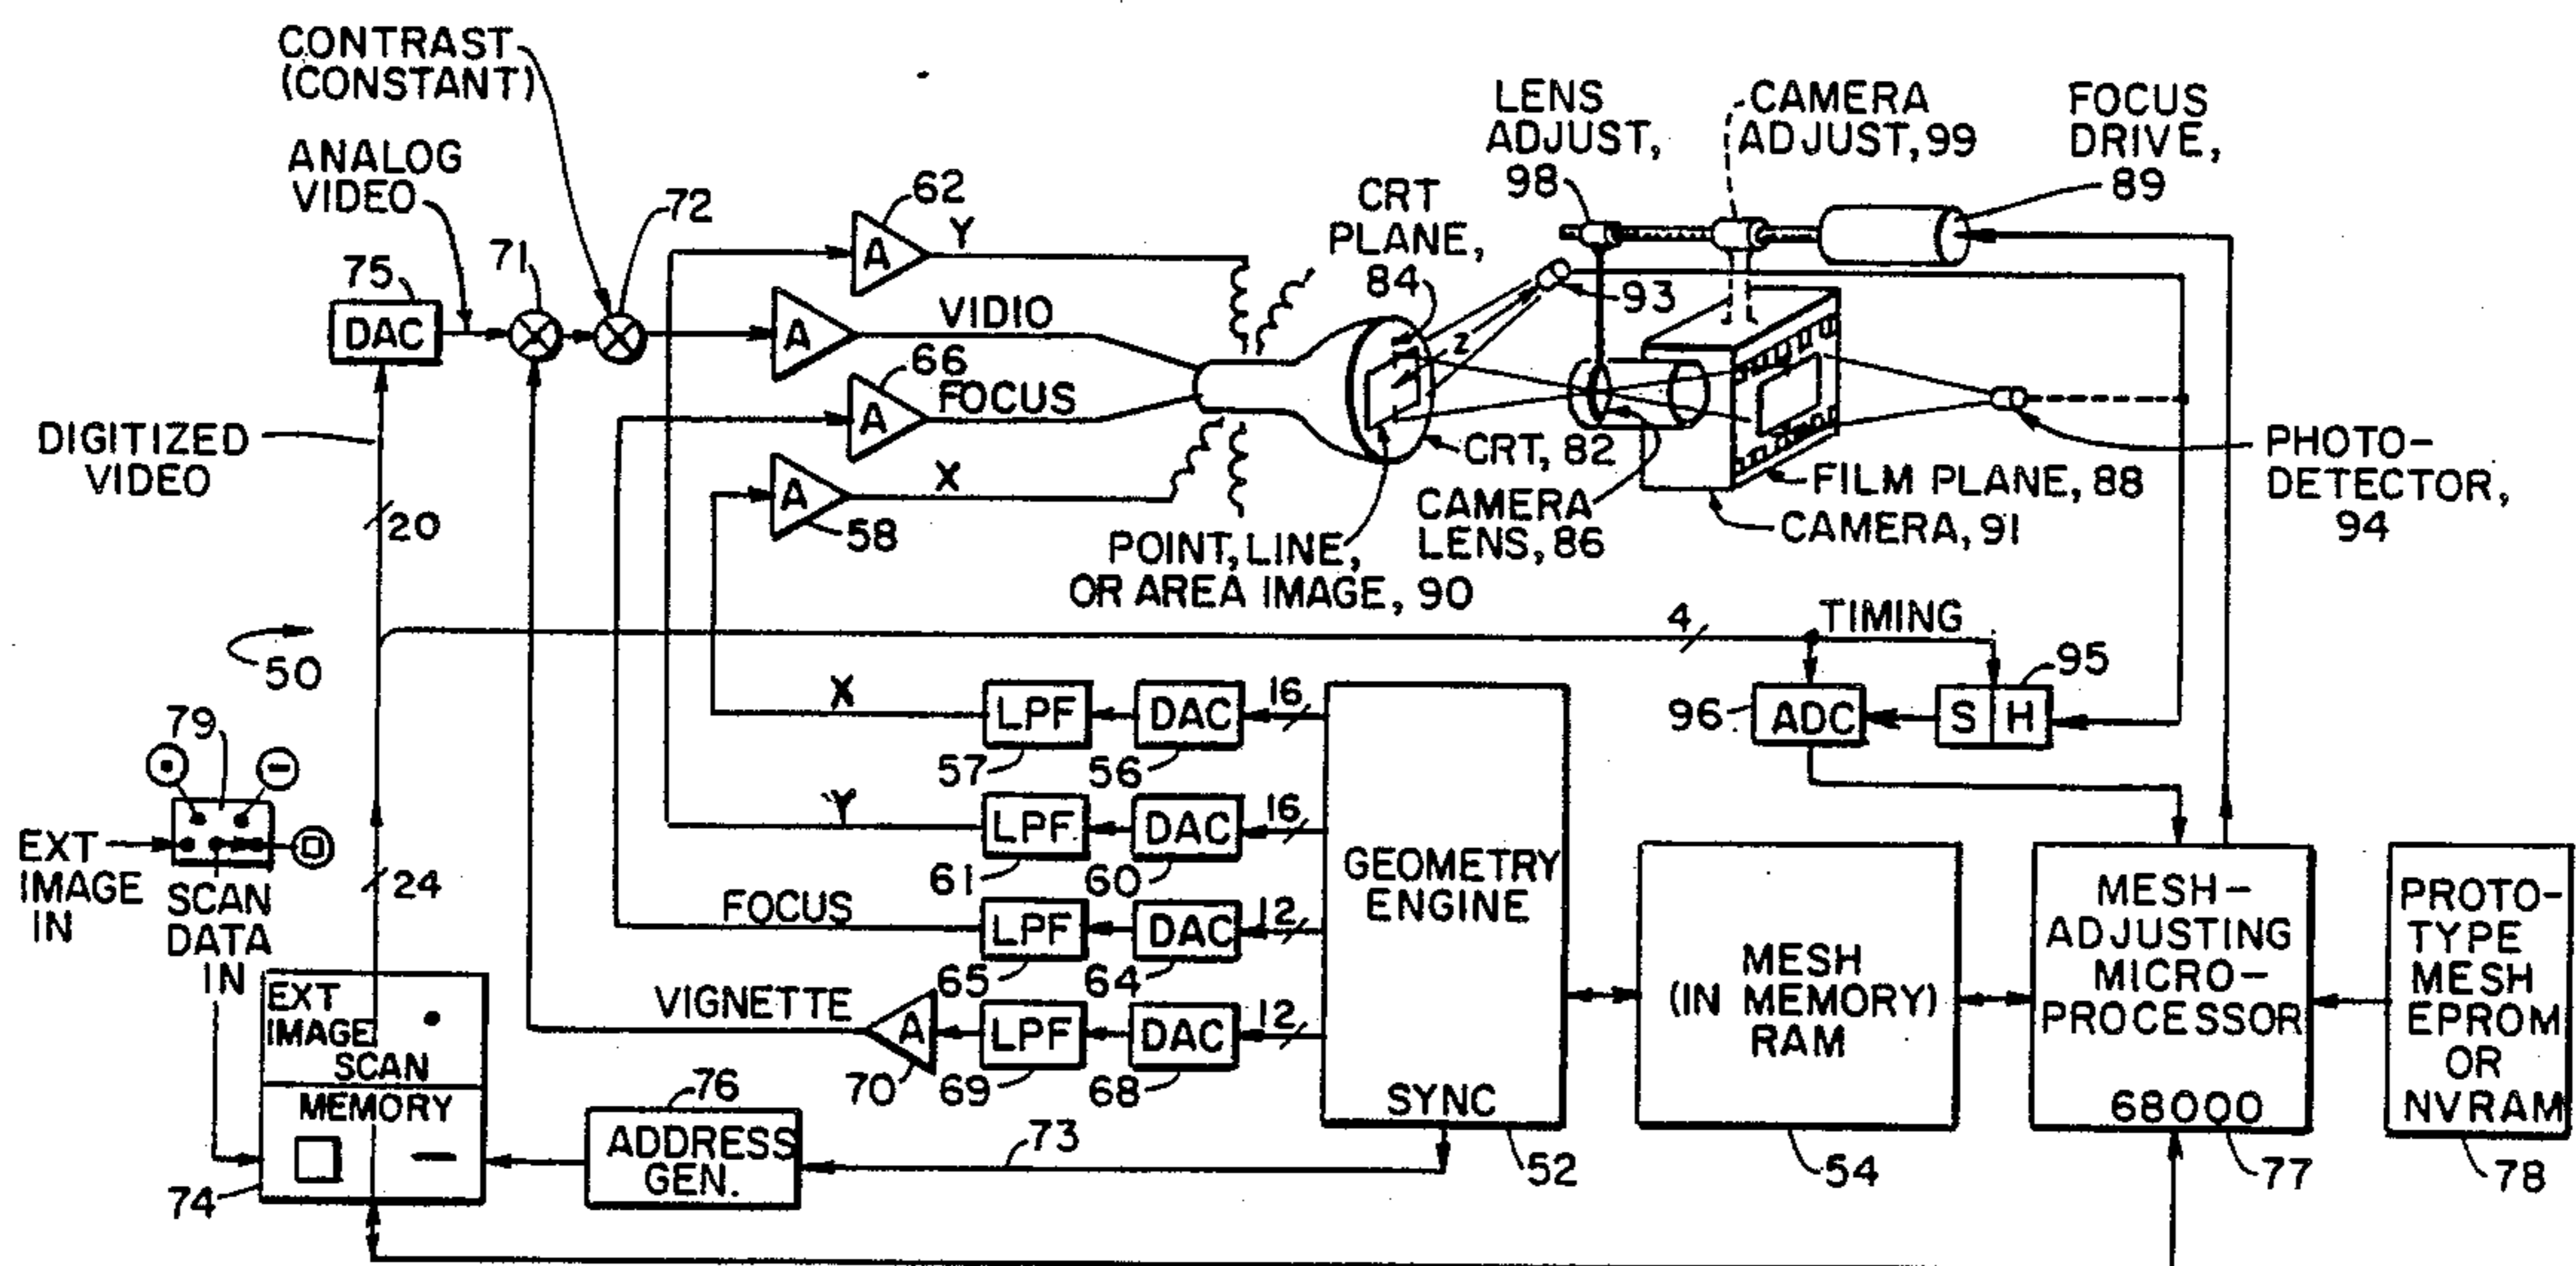 CONTRAST
(CONSTANT)
ANALOG
VIDEO
75
DAC
71
72
62
A
Y
A
VIDIO
66
A
FOCUS
A
X
58
DIGITIZED
VIDEO
20
50
CRT
PLANE,
84
z
93
LENS
ADJUST,
98
CAMERA
ADJUST, 99
FOCUS
DRIVE,
89
CRT, 82
CAMERA
LENS, 86
FILM PLANE, 88
CAMERA, 91
PHOTO-
DETECTOR,
94
POINT, LINE,
OR AREA IMAGE, 90
4
TIMING
95
96
ADC
S H
X
LPF
57
DAC
56
16
Y
LPF
61
DAC
60
16
FOCUS
LPF
65
DAC
64
12
VIGNETTE
A
70
LPF
69
DAC
68
12
GEOMETRY
ENGINE
SYNC
52
MESH
(IN MEMORY)
RAM
54
MESH-
ADJUSTING
MICRO-
PROCESSOR
68000
77
PROTO-
TYPE
MESH
EPROM
OR
NVRAM
78
79
EXT
IMAGE
IN
SCAN
DATA
IN
24
EXT
IMAGE
SCAN
MEMORY
74
76
ADDRESS
GEN.
73